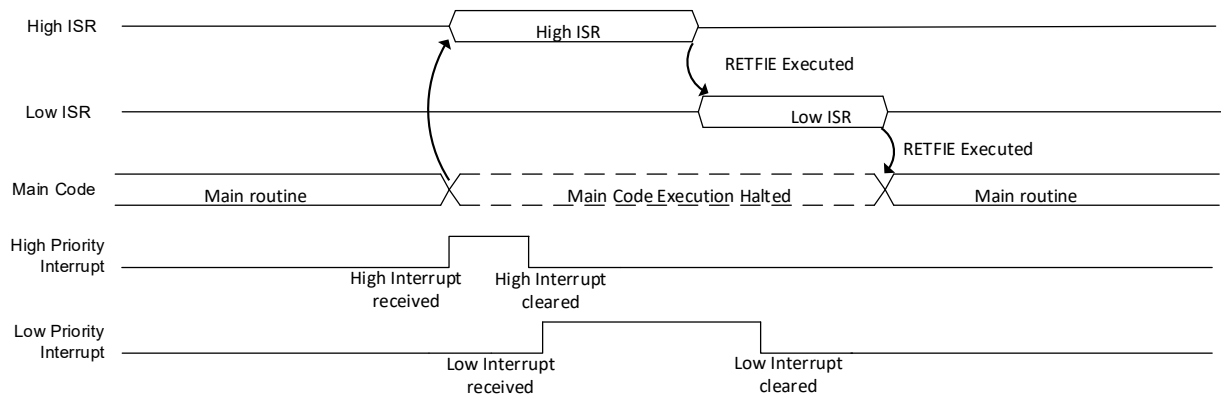 High ISR
High ISR
RETFIE Executed
Low ISR
Low ISR
RETFIE Executed
Main Code
Main routine
Main Code Execution Halted
Main routine
High Priority
Interrupt
High Interrupt
received
High Interrupt
cleared
Low Priority
Interrupt
Low Interrupt
received
Low Interrupt
cleared